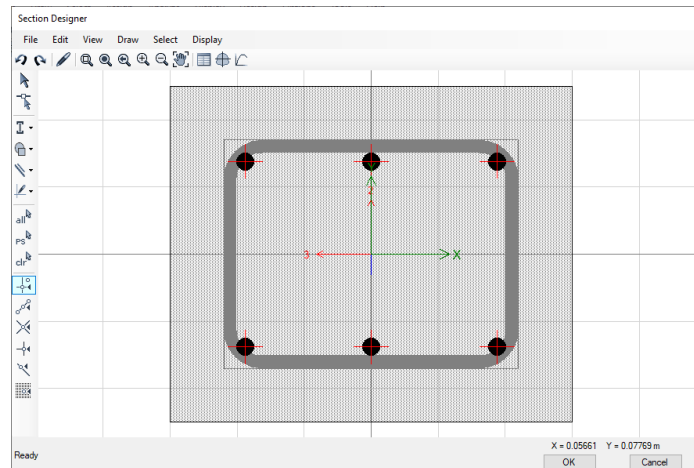 Section Designer
File Edit View Draw Select Display
all
ps
clr
2
3
X
X = 0.05661 Y = 0.07769 m
Ready
OK Cancel